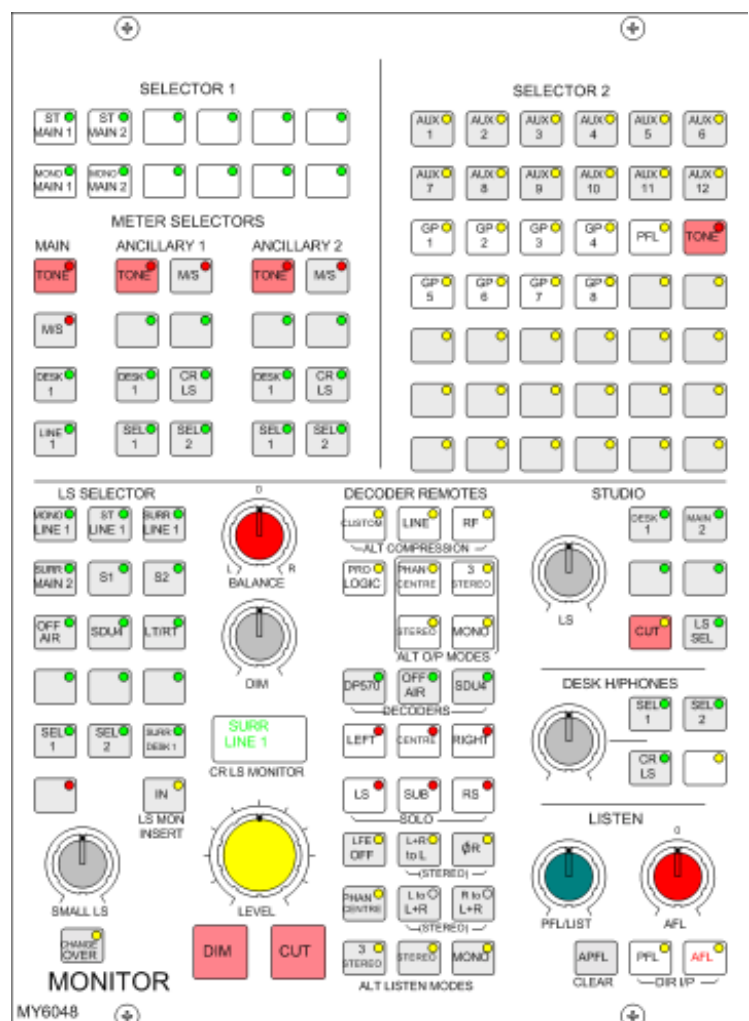 SELECTOR 1
ST MAIN 1
ST MAIN 2
MONO MAIN 1
MONO MAIN 2
SELECTOR 2
AUX 1
AUX 2
AUX 3
AUX 4
AUX 5
AUX 6
AUX 7
AUX 8
AUX 9
AUX 10
AUX 11
AUX 12
GP 1
GP 2
GP 3
GP 4
PFL
TONE
GP 5
GP 6
GP 7
GP 8
METER SELECTORS
MAIN
ANCILLARY 1
ANCILLARY 2
TONE
TONE
M/S
TONE
M/S
M/S
DESK 1
DESK 1
CR LS
DESK 1
CR LS
LINE 1
SEL 1
SEL 2
SEL 1
SEL 2
LS SELECTOR
MONO LINE 1
ST LINE 1
SURR LINE 1
SURR MAIN 2
S1
S2
OFF AIR
SDU4
LT/RT
SEL 1
SEL 2
SURR DESK 1
IN
LS MON INSERT
SMALL LS
CHANGE OVER
MONITOR
MY6048
0
L
R
BALANCE
DIM
SURR LINE 1
CR LS MONITOR
LEVEL
DIM
CUT
DECODER REMOTES
CUSTOM
LINE
RF
ALT COMPRESSION
PRO LOGIC
PHAN CENTRE
3 STEREO
STEREO
MONO
ALT O/P MODES
DP570
OFF AIR
SDU4
DECODERS
LEFT
CENTRE
RIGHT
LS
SUB
RS
SOLO
LFE OFF
L+R to L
ØR
(STEREO)
PHAN CENTRE
L to L+R
R to L+R
(STEREO)
3 STEREO
STEREO
MONO
ALT LISTEN MODES
STUDIO
DESK 1
MAIN 2
LS
CUT
LS SEL
DESK H/PHONES
SEL 1
SEL 2
CR LS
LISTEN
0
PFL/LIST
AFL
APFL
PFL
AFL
CLEAR
DIR I/P